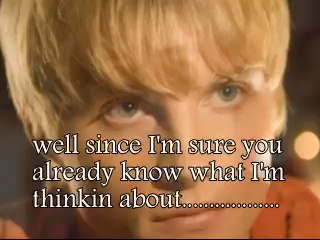 well since I'm sure you
already know what I'm
thinkin about..................